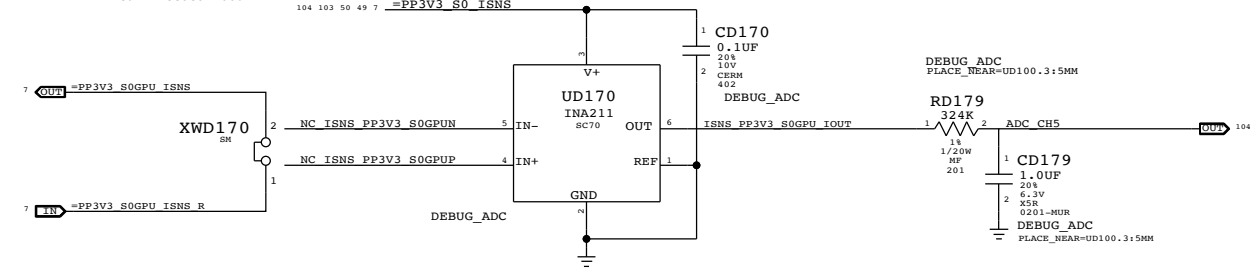 104 103 50 49 7 =PP3V3_S0_ISNS
1 CD170
0.1UF
20%
10V
2 CERM
402
DEBUG_ADC
3
V+
7 OUT =PP3V3_S0GPU_ISNS
XWD170
SM
2
1
NC_ISNS_PP3V3_S0GPUN 5 IN-
NC_ISNS_PP3V3_S0GPUP 4 IN+
UD170
INA211
SC70
OUT 6 ISNS_PP3V3_S0GPU_IOUT
REF 1
GND
2
DEBUG_ADC
7 IN =PP3V3_S0GPU_ISNS_R
DEBUG_ADC
PLACE_NEAR=UD100.3:5MM
RD179
1 324K 2
1%
1/20W
MF
201
ADC_CH5 OUT 104
1 CD179
1.0UF
20%
6.3V
2 X5R
0201-MUR
DEBUG_ADC
PLACE_NEAR=UD100.3:5MM